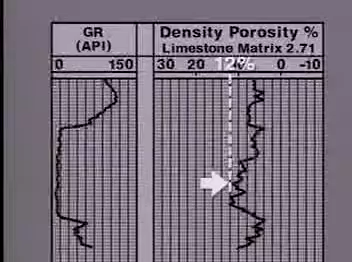 GR
(API)
0 150
Density Porosity %
Limestone Matrix 2.71
30 20 12% 0 -10